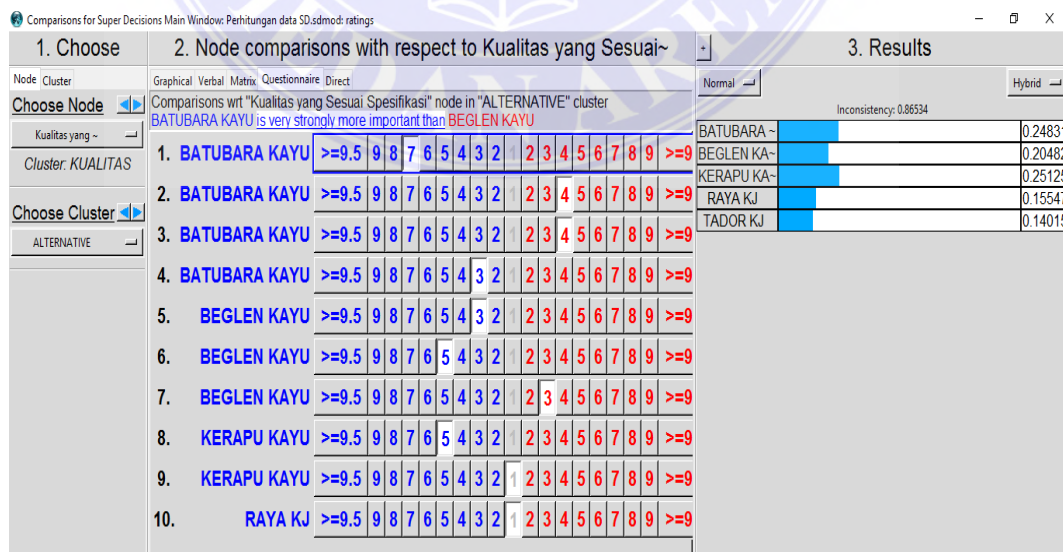 Comparisons for Super Decisions Main Window: Perhitungan data SD.sdmod: ratings
1. Choose
Node Cluster
Choose Node
Kualitas yang ~
Cluster: KUALITAS
Choose Cluster
ALTERNATIVE
2. Node comparisons with respect to Kualitas yang Sesuai~
Graphical Verbal Matrix Questionnaire Direct
Comparisons wrt "Kualitas yang Sesuai Spesifikasi" node in "ALTERNATIVE" cluster
BATUBARA KAYU is very strongly more important than BEGLEN KAYU
1. BATUBARA KAYU >=9.5 9 8 7 6 5 4 3 2 1 2 3 4 5 6 7 8 9 >=9
2. BATUBARA KAYU >=9.5 9 8 7 6 5 4 3 2 1 2 3 4 5 6 7 8 9 >=9
3. BATUBARA KAYU >=9.5 9 8 7 6 5 4 3 2 1 2 3 4 5 6 7 8 9 >=9
4. BATUBARA KAYU >=9.5 9 8 7 6 5 4 3 2 1 2 3 4 5 6 7 8 9 >=9
5. BEGLEN KAYU >=9.5 9 8 7 6 5 4 3 2 1 2 3 4 5 6 7 8 9 >=9
6. BEGLEN KAYU >=9.5 9 8 7 6 5 4 3 2 1 2 3 4 5 6 7 8 9 >=9
7. BEGLEN KAYU >=9.5 9 8 7 6 5 4 3 2 1 2 3 4 5 6 7 8 9 >=9
8. KERAPU KAYU >=9.5 9 8 7 6 5 4 3 2 1 2 3 4 5 6 7 8 9 >=9
9. KERAPU KAYU >=9.5 9 8 7 6 5 4 3 2 1 2 3 4 5 6 7 8 9 >=9
10. RAYA KJ >=9.5 9 8 7 6 5 4 3 2 1 2 3 4 5 6 7 8 9 >=9
+ 3. Results
Normal Hybrid
Inconsistency: 0.86534
BATUBARA ~ 0.24831
BEGLEN KA~ 0.20482
KERAPU KA~ 0.25125
RAYA KJ 0.15547
TADOR KJ 0.14015